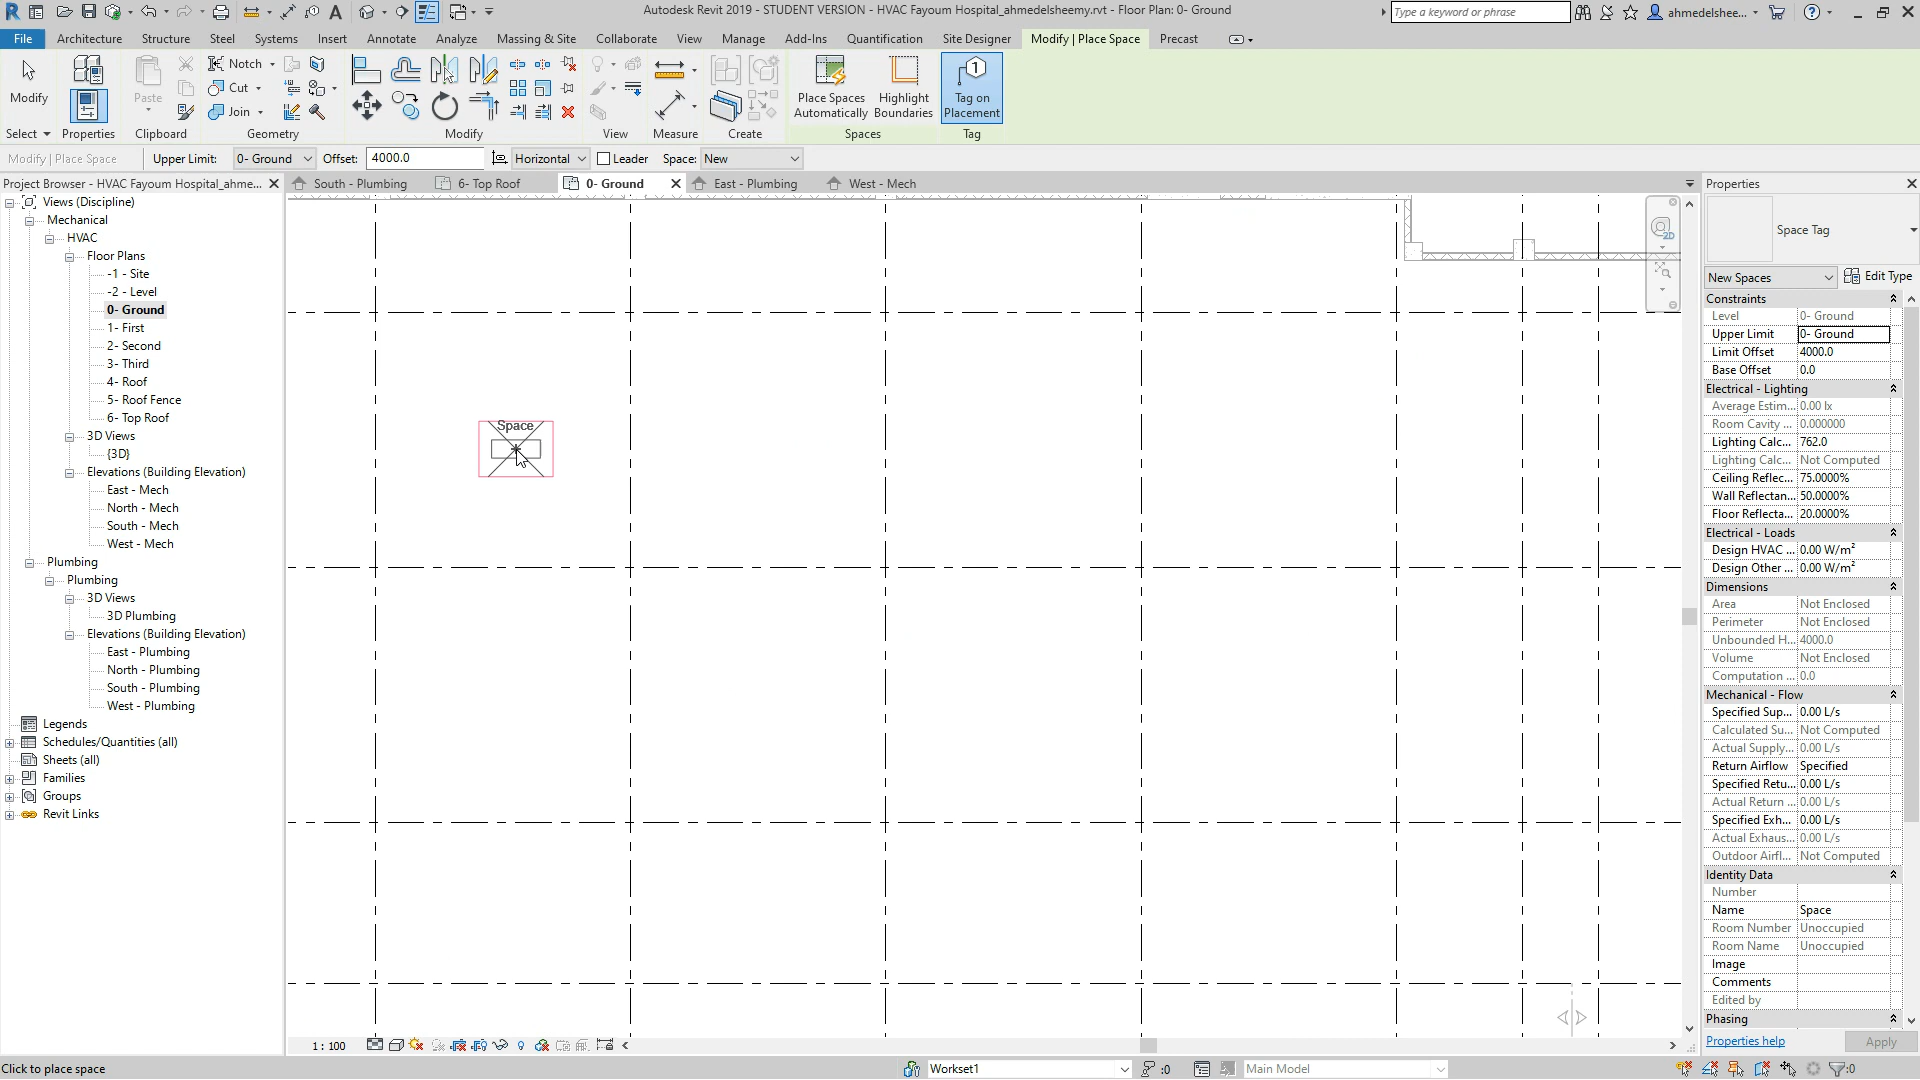 Autodesk Revit 2019 - STUDENT VERSION - HVAC Fayoum Hospital_ahmedelsheemy.rvt - Floor Plan: 0- Ground
Type a keyword or phrase
ahmedelshee...
File Architecture Structure Steel Systems Insert Annotate Analyze Massing & Site Collaborate View Manage Add-Ins Quantification Site Designer Modify | Place Space Precast
Modify
Paste
Notch
Cut
Join
Place Spaces Automatically
Highlight Boundaries
Tag on Placement
Select Properties Clipboard Geometry Modify View Measure Create Spaces Tag
Modify | Place Space Upper Limit: 0- Ground Offset: 4000.0 Horizontal Leader Space: New
Project Browser - HVAC Fayoum Hospital_ahme...
South - Plumbing 6- Top Roof 0- Ground East - Plumbing West - Mech
Views (Discipline)
Mechanical
HVAC
Floor Plans
-1 - Site
-2 - Level
0- Ground
1- First
2- Second
3- Third
4- Roof
5- Roof Fence
6- Top Roof
3D Views
{3D}
Elevations (Building Elevation)
East - Mech
North - Mech
South - Mech
West - Mech
Plumbing
Plumbing
3D Views
3D Plumbing
Elevations (Building Elevation)
East - Plumbing
North - Plumbing
South - Plumbing
West - Plumbing
Legends
Schedules/Quantities (all)
Sheets (all)
Families
Groups
Revit Links
Space
2D
Properties
Space Tag
New Spaces Edit Type
Constraints
Level 0- Ground
Upper Limit 0- Ground
Limit Offset 4000.0
Base Offset 0.0
Electrical - Lighting
Average Estim... 0.00 lx
Room Cavity ... 0.000000
Lighting Calc... 762.0
Lighting Calc... Not Computed
Ceiling Reflec... 75.0000%
Wall Reflectan... 50.0000%
Floor Reflecta... 20.0000%
Electrical - Loads
Design HVAC ... 0.00 W/m²
Design Other ... 0.00 W/m²
Dimensions
Area Not Enclosed
Perimeter Not Enclosed
Unbounded H... 4000.0
Volume Not Enclosed
Computation ... 0.0
Mechanical - Flow
Specified Sup... 0.00 L/s
Calculated Su... Not Computed
Actual Supply... 0.00 L/s
Return Airflow Specified
Specified Retu... 0.00 L/s
Actual Return ... 0.00 L/s
Specified Exh... 0.00 L/s
Actual Exhaus... 0.00 L/s
Outdoor Airfl... Not Computed
Identity Data
Number
Name Space
Room Number Unoccupied
Room Name Unoccupied
Image
Comments
Edited by
Phasing
Properties help Apply
1 : 100
Click to place space
Workset1
:0
Main Model
:0